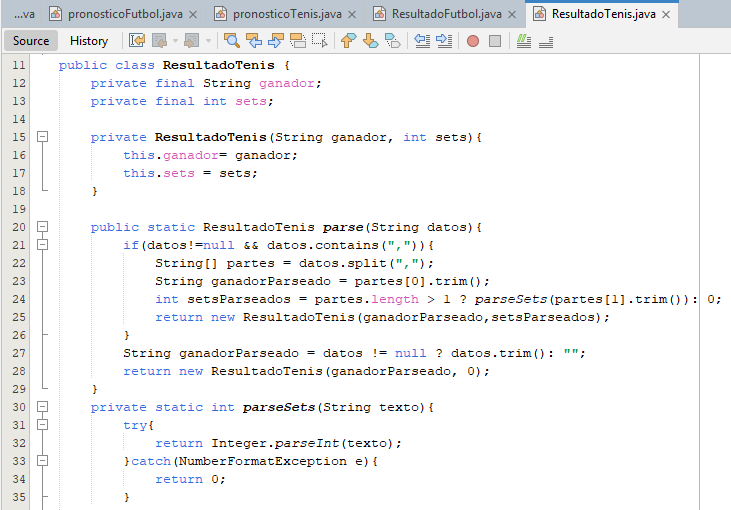 ...va pronosticoFutbol.java pronosticoTenis.java ResultadoFutbol.java ResultadoTenis.java
Source History
11 public class ResultadoTenis {
12 private final String ganador;
13 private final int sets;
14
15 private ResultadoTenis(String ganador, int sets){
16 this.ganador= ganador;
17 this.sets = sets;
18 }
19
20 public static ResultadoTenis parse(String datos){
21 if(datos!=null && datos.contains(",")){
22 String[] partes = datos.split(",");
23 String ganadorParseado = partes[0].trim();
24 int setsParseados = partes.length > 1 ? parseSets(partes[1].trim()): 0;
25 return new ResultadoTenis(ganadorParseado,setsParseados);
26 }
27 String ganadorParseado = datos != null ? datos.trim(): "";
28 return new ResultadoTenis(ganadorParseado, 0);
29 }
30 private static int parseSets(String texto){
31 try{
32 return Integer.parseInt(texto);
33 }catch(NumberFormatException e){
34 return 0;
35 }